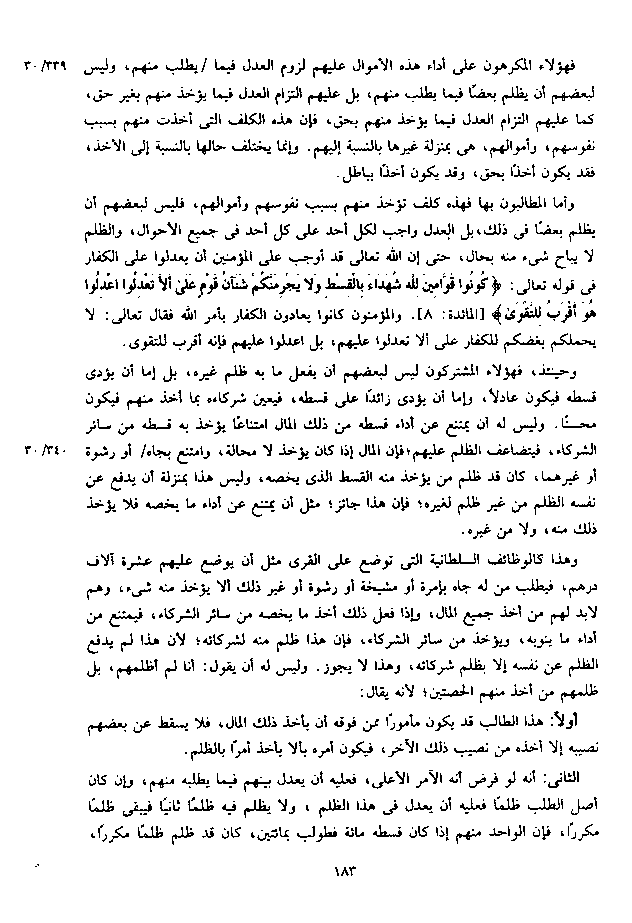 فهؤلاء المكرهون على أداء هذه الأموال عليهم لزوم العدل فيما / يطلب منهم، وليس ٣٠/٣٣٩
لبعضهم أن يظلم بعضًا فيما يطلب منهم، بل عليهم التزام العدل فيما يؤخذ منهم بغير حق،
كما عليهم التزام العدل فيما يؤخذ منهم بحق، فإن هذه الكلف التى أخذت منهم بسبب
نفوسهم، وأموالهم، هى بمنزلة غيرها بالنسبة إليهم. وإنما يختلف حالها بالنسبة إلى الأخذ،
فقد يكون أخذًا بحق، وقد يكون أخذًا بباطل.
وأما المطالبون بها فهذه كلف تؤخذ منهم بسبب نفوسهم وأموالهم، فليس لبعضهم أن
يظلم بعضًا فى ذلك، بل العدل واجب لكل أحد على كل أحد فى جميع الأحوال، والظلم
لا يباح شىء منه بحال، حتى إن الله تعالى قد أوجب على المؤمنين أن يعدلوا على الكفار
فى قوله تعالى: ﴿كُونُوا قَوَّامِينَ لِلَّهِ شُهَدَاءَ بِالْقِسْطِ وَلا يَجْرِمَنَّكُمْ شَنَآنُ قَوْمٍ عَلَىٰ أَلاَّ تَعْدِلُوا اعْدِلُوا
هُوَ أَقْرَبُ لِلتَّقْوَىٰ﴾ [المائدة: ٨]. والمؤمنون كانوا يعادون الكفار بأمر الله فقال تعالى: لا
يحملكم بغضكم للكفار على ألا تعدلوا عليهم، بل اعدلوا عليهم فإنه أقرب للتقوى.
وحينئذ، فهؤلاء المشتركون ليس لبعضهم أن يفعل ما به ظلم غيره، بل إما أن يؤدى
قسطه فيكون عادلاً، وإما أن يؤدى زائدًا على قسطه، فيعين شركاءه بما أخذ منهم فيكون
محسنًا. وليس له أن يمتنع عن أداء قسطه من ذلك المال امتناعًا يؤخذ به قسطه من سائر
الشركاء، فيتضاعف الظلم عليهم؛ فإن المال إذا كان يؤخذ لا محالة، وامتنع بجاه/ أو رشوة ٣٠/٣٤٠
أو غيرهما، كان قد ظلم من يؤخذ منه القسط الذى يخصه، وليس هذا بمنزلة أن يدفع عن
نفسه الظلم من غير ظلم لغيره؛ فإن هذا جائز؛ مثل أن يمتنع عن أداء ما يخصه فلا يؤخذ
ذلك منه، ولا من غيره.
وهذا كالوظائف السلطانية التى توضع على القرى مثل أن يوضع عليهم عشرة آلاف
درهم، فيطلب من له جاه بإمرة أو مشيخة أو رشوة أو غير ذلك ألا يؤخذ منه شىء، وهم
لابد لهم من أخذ جميع المال، وإذا فعل ذلك أخذ ما يخصه من سائر الشركاء، فيمتنع من
أداء ما ينوبه، ويؤخذ من سائر الشركاء، فإن هذا ظلم منه لشركائه؛ لأن هذا لم يدفع
الظلم عن نفسه إلا بظلم شركائه، وهذا لا يجوز. وليس له أن يقول: أنا لم أظلمهم، بل
ظلمهم من أخذ منهم الحصتين؛ لأنه يقال:
أولاً: هذا الطالب قد يكون مأمورًا ممن فوقه أن يأخذ ذلك المال، فلا يسقط عن بعضهم
نصيبه إلا أخذه من نصيب ذلك الآخر، فيكون أمره بألا يأخذ أمرًا بالظلم.
الثانى: أنه لو فرض أنه الآمر الأعلى، فعليه أن يعدل بينهم فيما يطلبه منهم، وإن كان
أصل الطلب ظلمًا فعليه أن يعدل فى هذا الظلم ، ولا يظلم فيه ظلمًا ثانيًا فيبقى ظلمًا
مكررًا، فإن الواحد منهم إذا كان قسطه مائة فطولب بمائتين، كان قد ظلم ظلمًا مكررًا،
١٨٣